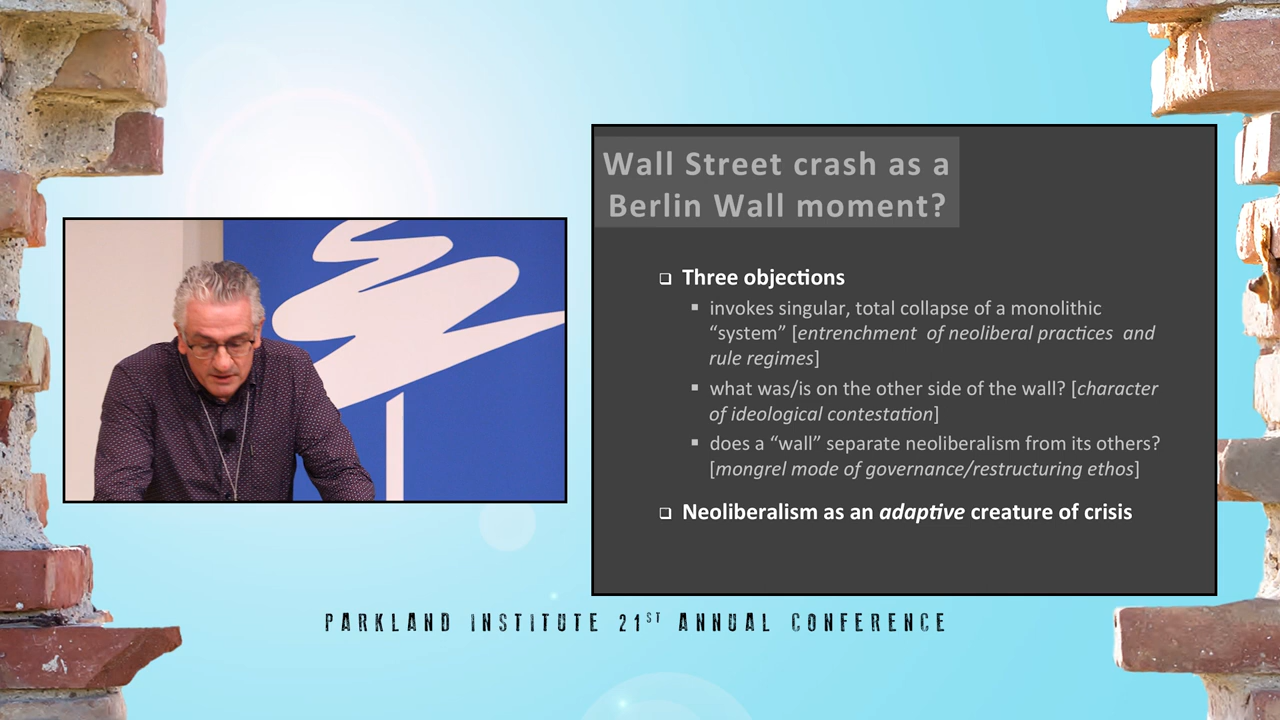 Wall Street crash as a
Berlin Wall moment?
Three objections
invokes singular, total collapse of a monolithic
“system” [entrenchment of neoliberal practices and
rule regimes]
what was/is on the other side of the wall? [character
of ideological contestation]
does a “wall” separate neoliberalism from its others?
[mongrel mode of governance/restructuring ethos]
Neoliberalism as an adaptive creature of crisis
PARKLAND INSTITUTE 21ST ANNUAL CONFERENCE